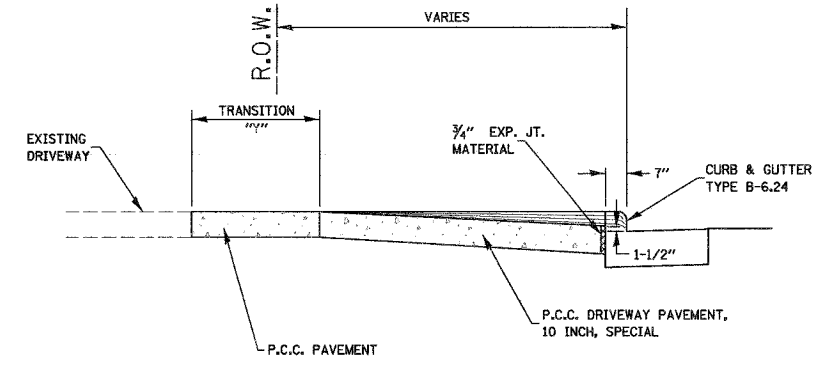 VARIES
R.O.W.
TRANSITION
"Y"
EXISTING
DRIVEWAY
3/4" EXP. JT.
MATERIAL
7"
CURB & GUTTER
TYPE B-6.24
1-1/2"
P.C.C. DRIVEWAY PAVEMENT,
10 INCH, SPECIAL
P.C.C. PAVEMENT